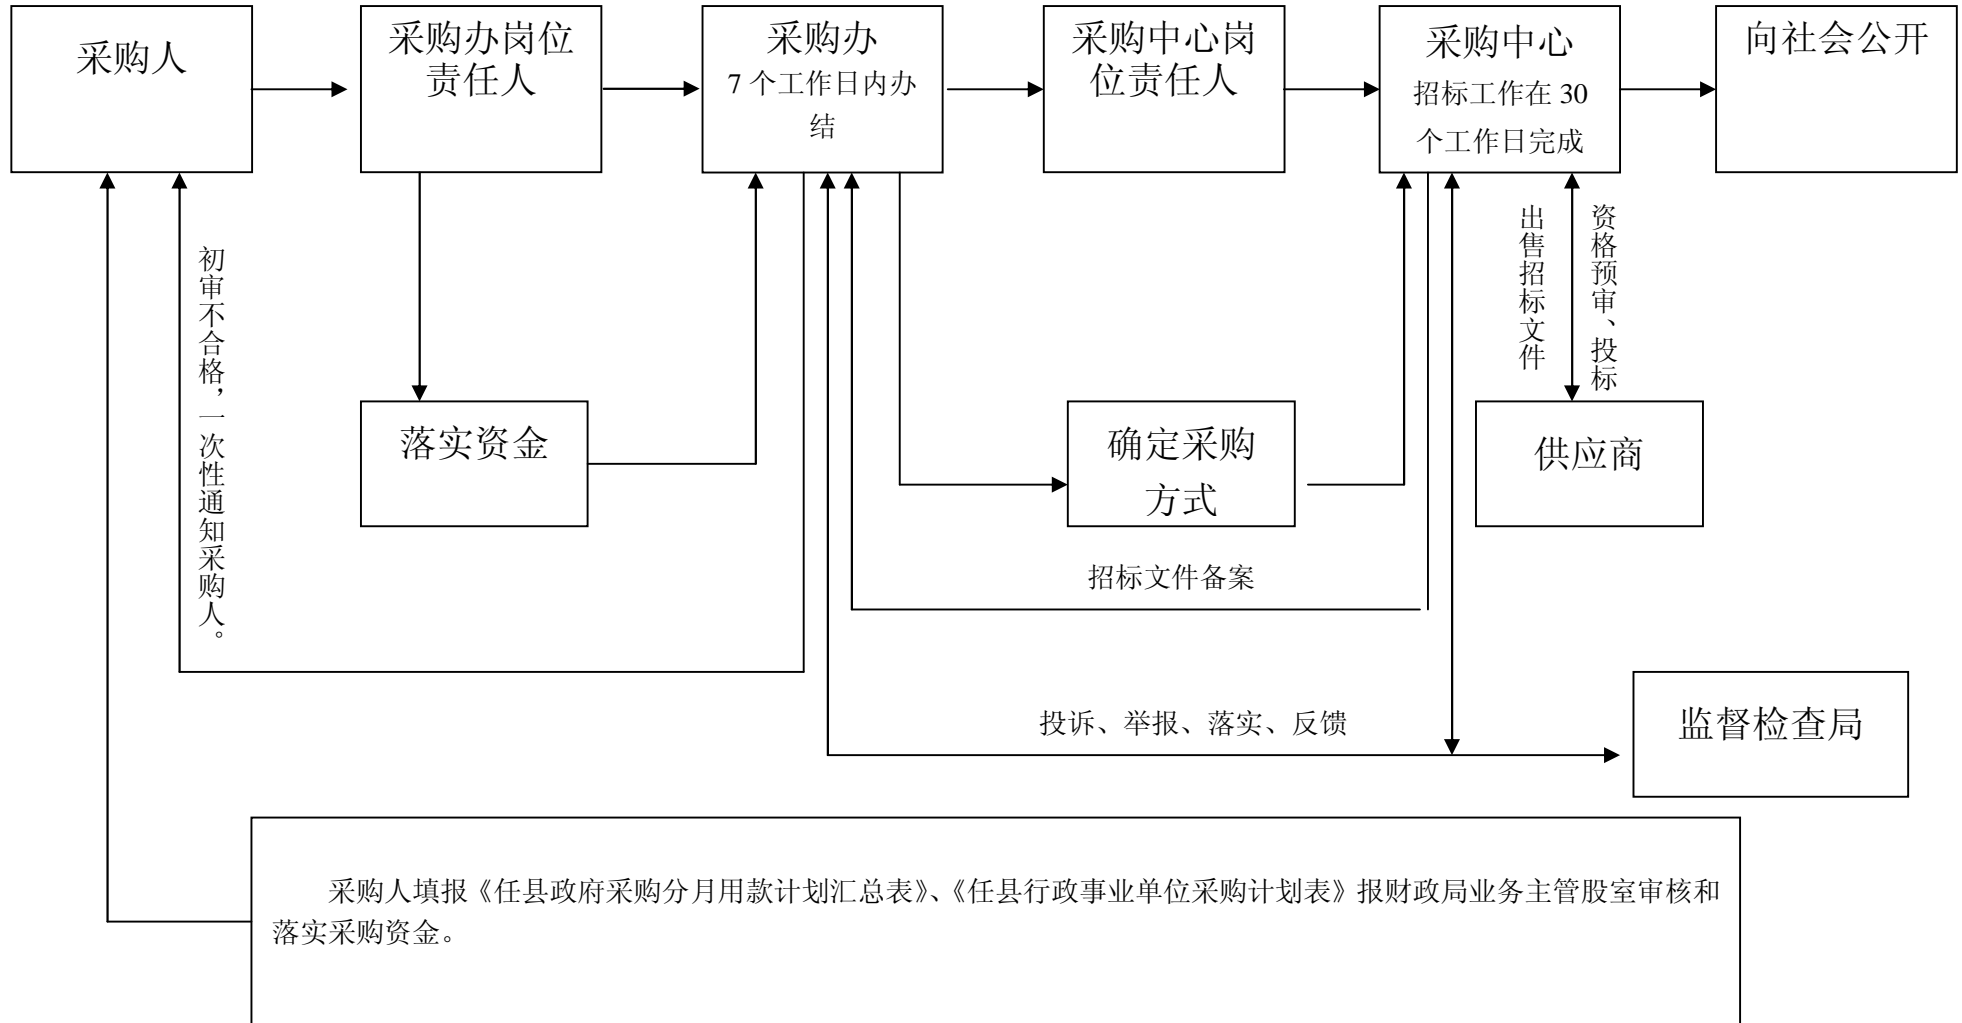 采购人
采购办岗位
责任人
采购办
7 个工作日内办
结
采购中心岗
位责任人
采购中心
招标工作在 30
个工作日完成
向社会公开
初审不合格，一次性通知采购人。
出售招标文件
资格预审、投标
落实资金
确定采购
方式
供应商
招标文件备案
投诉、举报、落实、反馈
监督检查局
采购人填报《任县政府采购分月用款计划汇总表》、《任县行政事业单位采购计划表》报财政局业务主管股室审核和
落实采购资金。